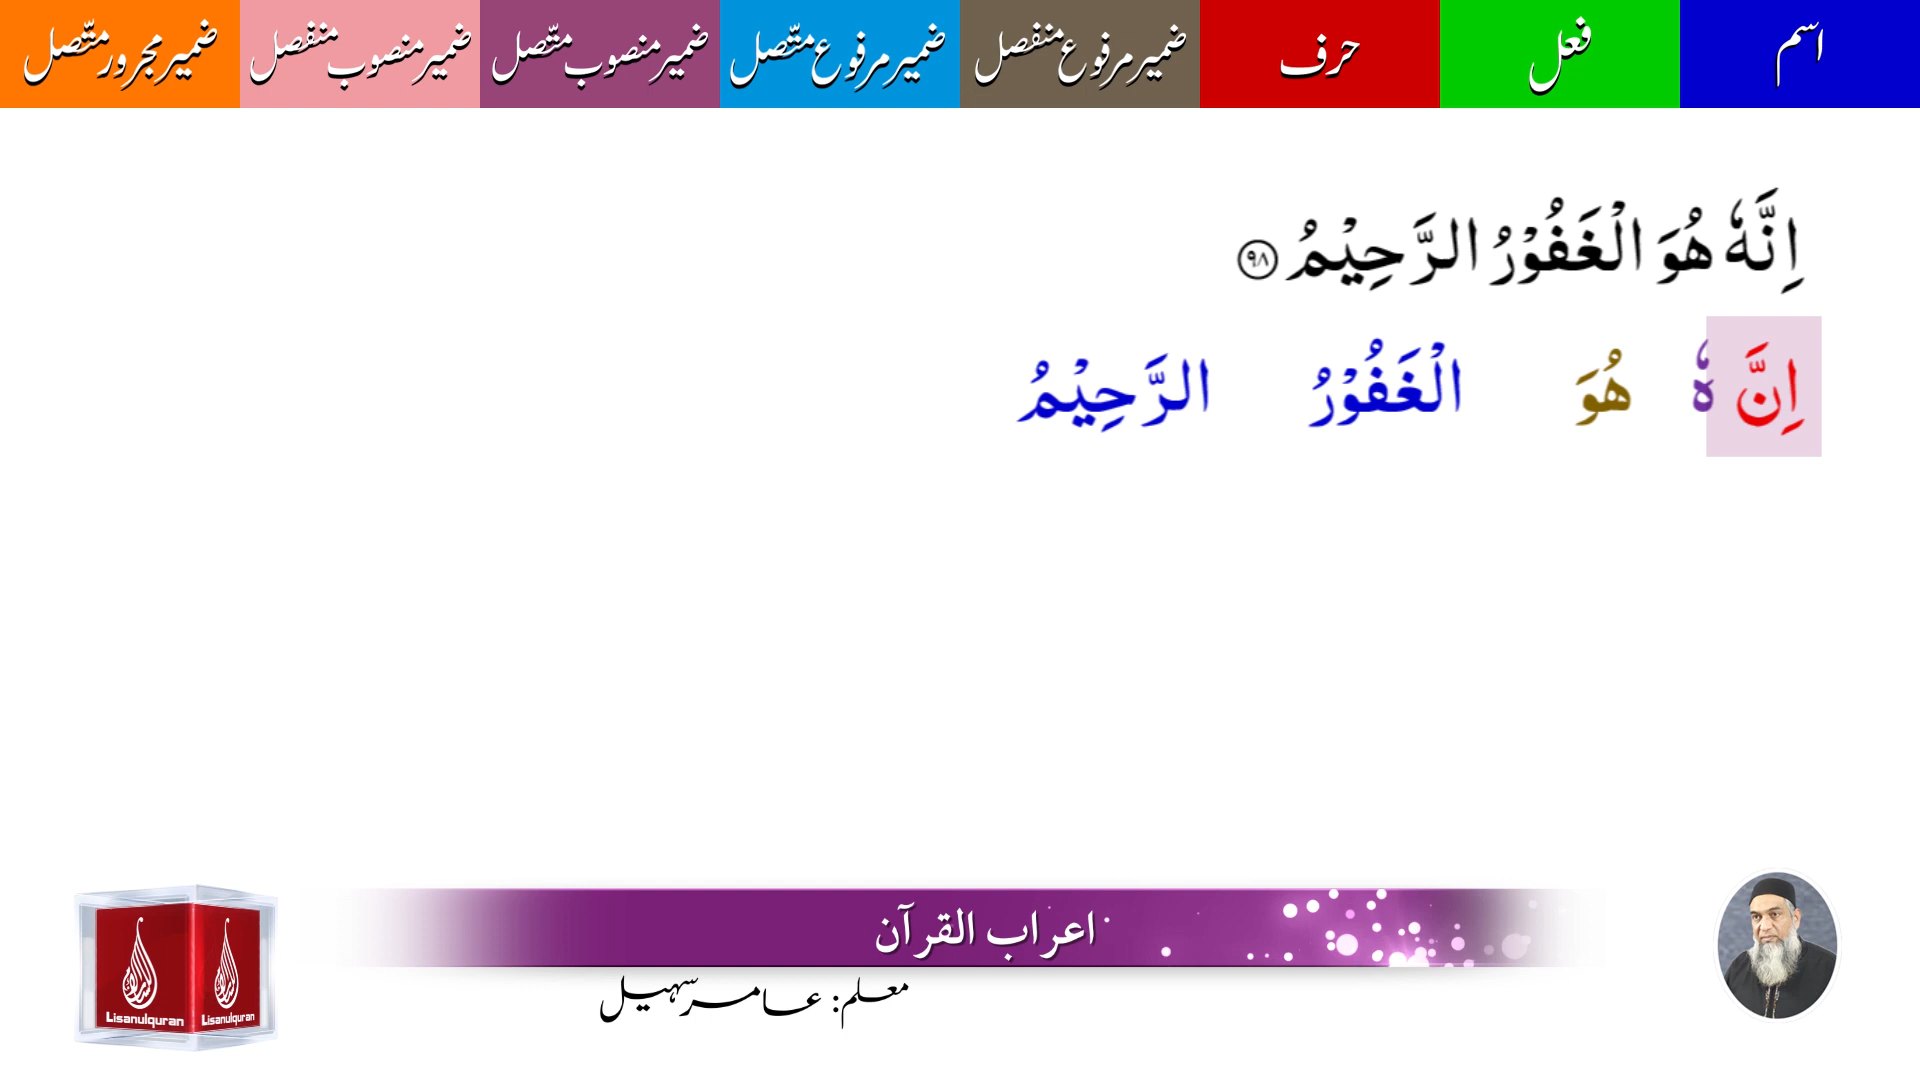 اسم فعل حرف ضمیر مرفوع منفصل ضمیر مرفوع متّصل ضمیر منصوب متّصل ضمیر منصوب منفصل ضمیر مجرور متّصل
اِنَّهٗ هُوَ الْغَفُوْرُ الرَّحِيْمُ ۹۸
اِنَّ هٗ هُوَ الْغَفُوْرُ الرَّحِيْمُ
اعراب القرآن
معلم: عامر سہیل
Lisanulquran Lisanulquran